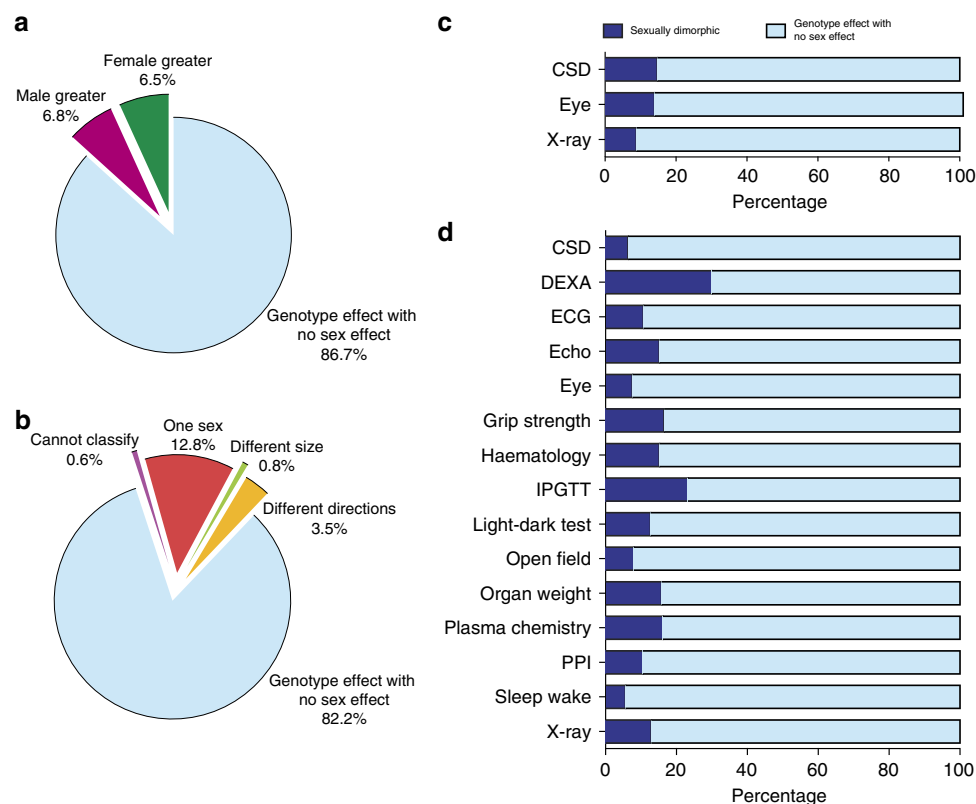 a
Female greater
6.5%
Male greater
6.8%
Genotype effect with
no sex effect
86.7%
b
Cannot classify
0.6%
One sex
12.8%
Different size
0.8%
Different directions
3.5%
Genotype effect with
no sex effect
82.2%
c
Sexually dimorphic
Genotype effect with
no sex effect
CSD
Eye
X-ray
0 20 40 60 80 100
Percentage
d
CSD
DEXA
ECG
Echo
Eye
Grip strength
Haematology
IPGTT
Light-dark test
Open field
Organ weight
Plasma chemistry
PPI
Sleep wake
X-ray
0 20 40 60 80 100
Percentage